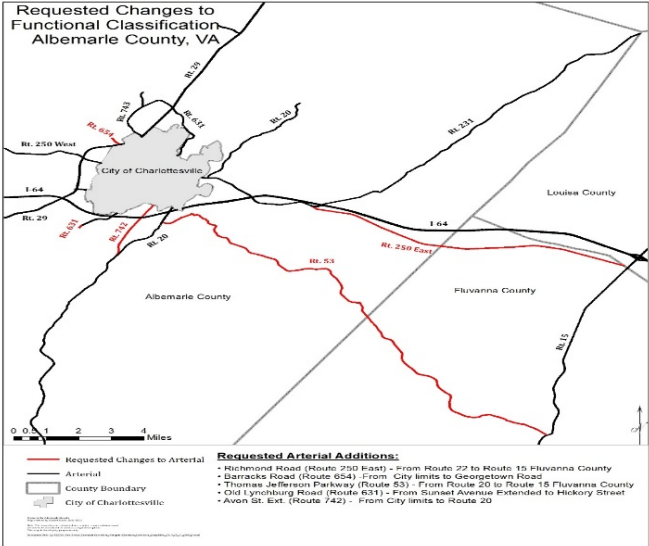 Requested Changes to
Functional Classification
Albemarle County, VA
Rt. 29
Rt. 743
Rt. 631
Rt. 20
Rt. 231
Rt. 654
Rt. 250 West
City of Charlottesville
I-64
Rt. 29
Rt. 631
Rt. 742
Rt. 20
Louisa County
I-64
Rt. 250 East
Rt. 53
Albemarle County
Fluvanna County
Rt. 15
0 0.5 1 2 3 4
Miles
Requested Changes to Arterial
Arterial
County Boundary
City of Charlottesville
Requested Arterial Additions:
• Richmond Road (Route 250 East) - From Route 22 to Route 15 Fluvanna County
• Barracks Road (Route 654) -From City limits to Georgetown Road
• Thomas Jefferson Parkway (Route 53) - From Route 20 to Route 15 Fluvanna County
• Old Lynchburg Road (Route 631) - From Sunset Avenue Extended to Hickory Street
• Avon St. Ext. (Route 742) - From City limits to Route 20